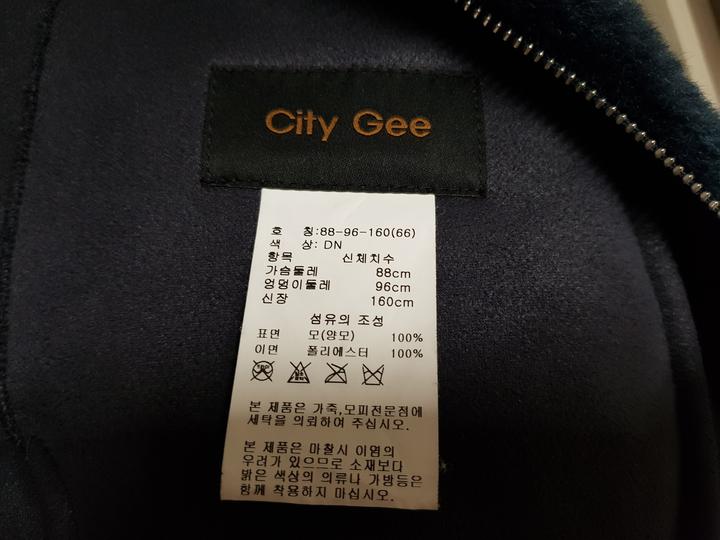 City Gee
호 칭:88-96-160(66)
색 상: DN
항목 신체치수
가슴둘레 88cm
엉덩이둘레 96cm
신장 160cm
섬유의 조성
표면 모(양모) 100%
이면 폴리에스터 100%
본 제품은 가죽,모피전문점에
세탁을 의뢰하여 주십시오.
본 제품은 마찰시 이염의
우려가 있으므로 소재보다
밝은 색상의 의류나 가방등은
함께 착용하지 마십시오.